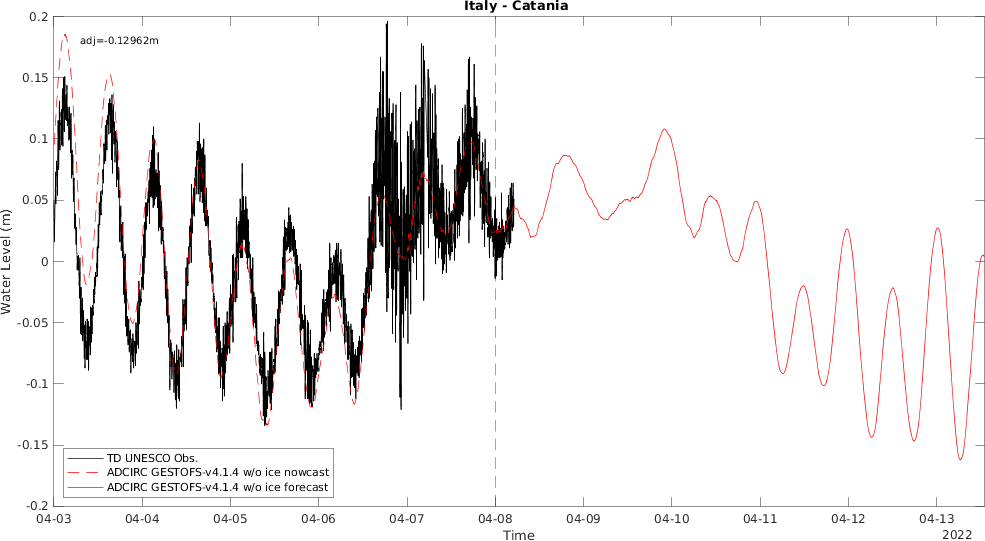 Italy - Catania
adj=-0.12962m
0.2
0.15
0.1
0.05
0
-0.05
-0.1
-0.15
-0.2
Water Level (m)
TD UNESCO Obs.
ADCIRC GESTOFS-v4.1.4 w/o ice nowcast
ADCIRC GESTOFS-v4.1.4 w/o ice forecast
04-03 04-04 04-05 04-06 04-07 04-08 04-09 04-10 04-11 04-12 04-13
Time
2022